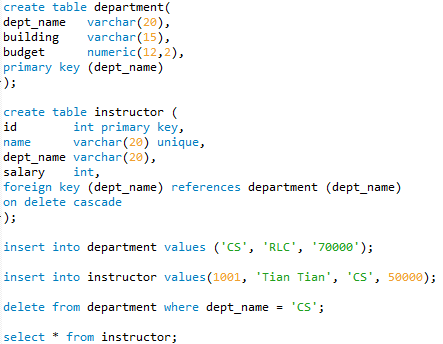 create table department(
dept_name   varchar(20),
building    varchar(15),
budget      numeric(12,2),
primary key (dept_name)
);
create table instructor (
id        int primary key,
name      varchar(20) unique,
dept_name varchar(20),
salary    int,
foreign key (dept_name) references department (dept_name)
on delete cascade
);
insert into department values ('CS', 'RLC', '70000');
insert into instructor values(1001, 'Tian Tian', 'CS', 50000);
delete from department where dept_name = 'CS';
select * from instructor;